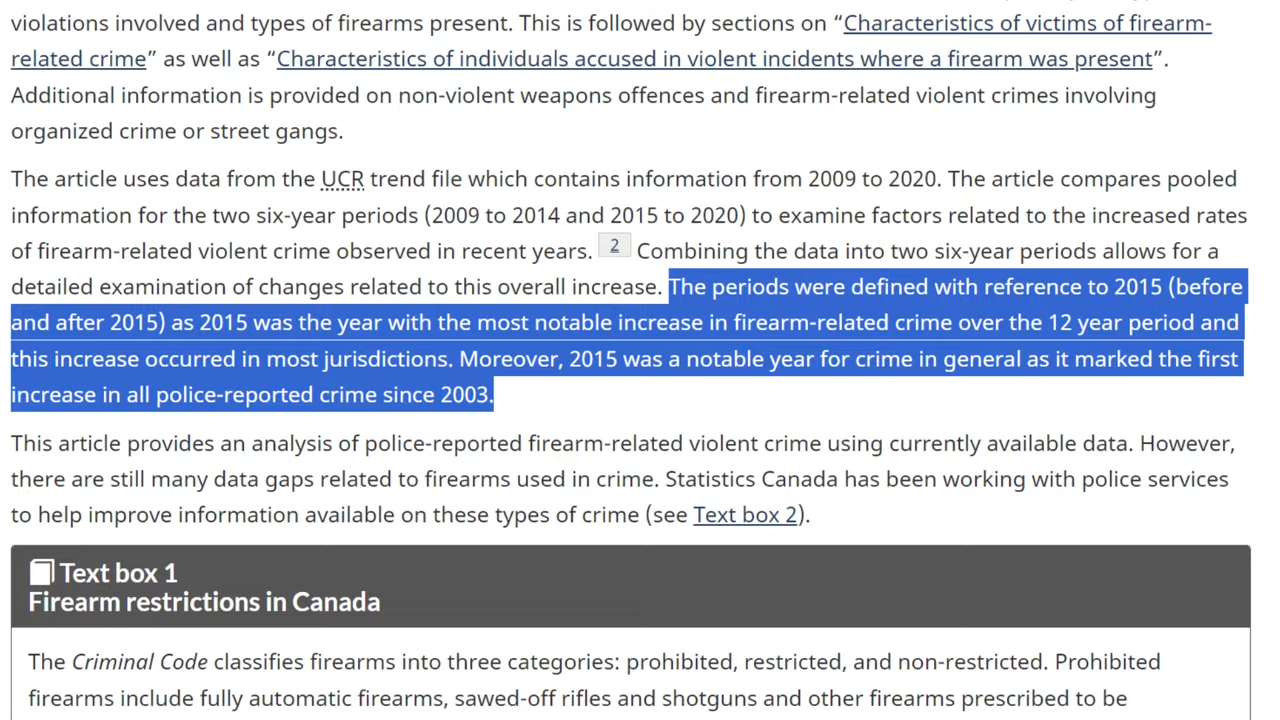 violations involved and types of firearms present. This is followed by sections on “Characteristics of victims of firearm-
related crime” as well as “Characteristics of individuals accused in violent incidents where a firearm was present”.
Additional information is provided on non-violent weapons offences and firearm-related violent crimes involving
organized crime or street gangs.
The article uses data from the UCR trend file which contains information from 2009 to 2020. The article compares pooled
information for the two six-year periods (2009 to 2014 and 2015 to 2020) to examine factors related to the increased rates
of firearm-related violent crime observed in recent years. 2 Combining the data into two six-year periods allows for a
detailed examination of changes related to this overall increase. The periods were defined with reference to 2015 (before
and after 2015) as 2015 was the year with the most notable increase in firearm-related crime over the 12 year period and
this increase occurred in most jurisdictions. Moreover, 2015 was a notable year for crime in general as it marked the first
increase in all police-reported crime since 2003.
This article provides an analysis of police-reported firearm-related violent crime using currently available data. However,
there are still many data gaps related to firearms used in crime. Statistics Canada has been working with police services
to help improve information available on these types of crime (see Text box 2).
Text box 1
Firearm restrictions in Canada
The Criminal Code classifies firearms into three categories: prohibited, restricted, and non-restricted. Prohibited
firearms include fully automatic firearms, sawed-off rifles and shotguns and other firearms prescribed to be